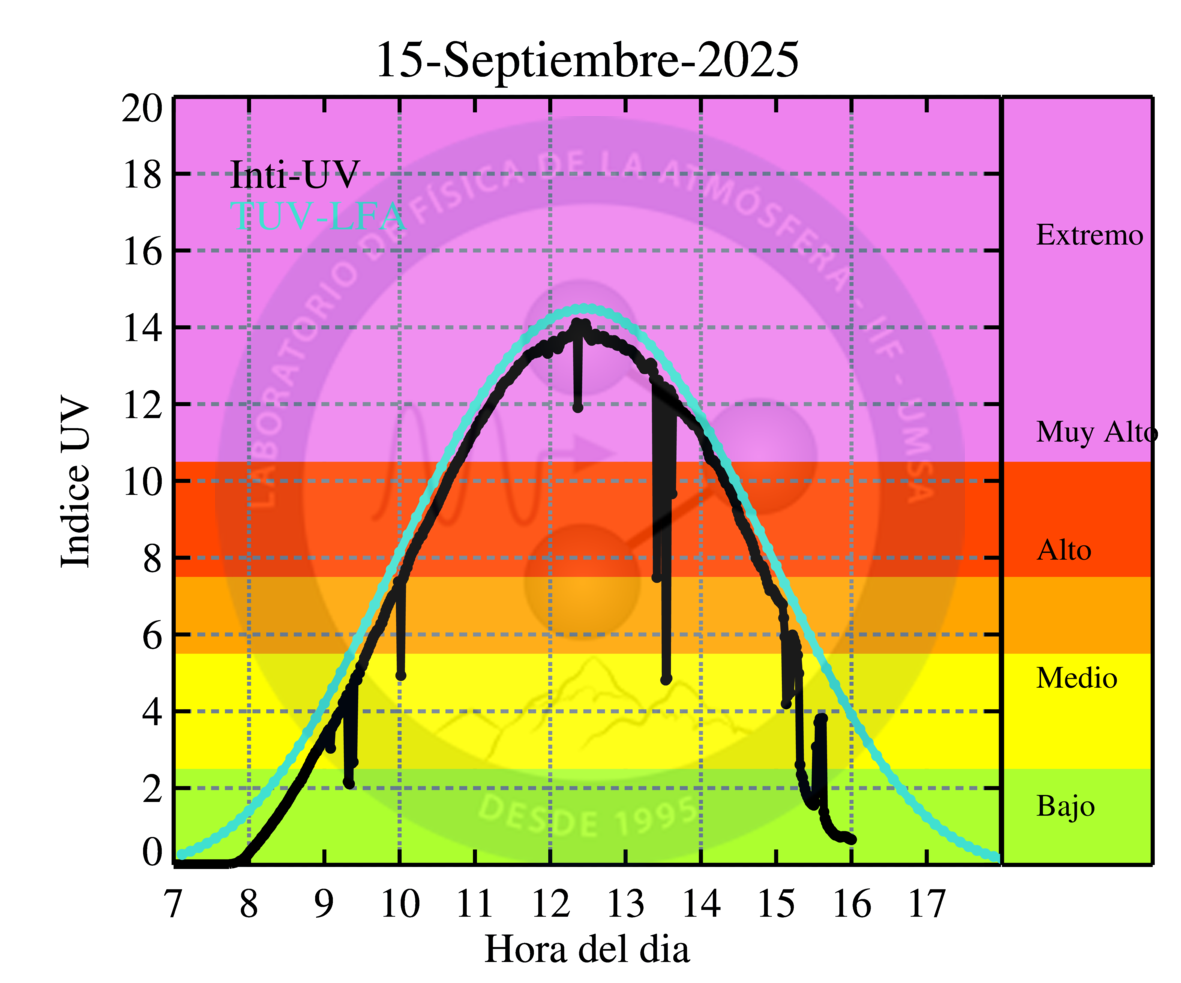 15-Septiembre-2025
20
18
16
14
12
10
8
6
4
2
0
Indice UV
Inti-UV
TUV-LFA
LABORATORIO DE FÍSICA DE LA ATMÓSFERA - IIF - UMSA
DESDE 1995
Extremo
Muy Alto
Alto
Medio
Bajo
7 8 9 10 11 12 13 14 15 16 17
Hora del dia